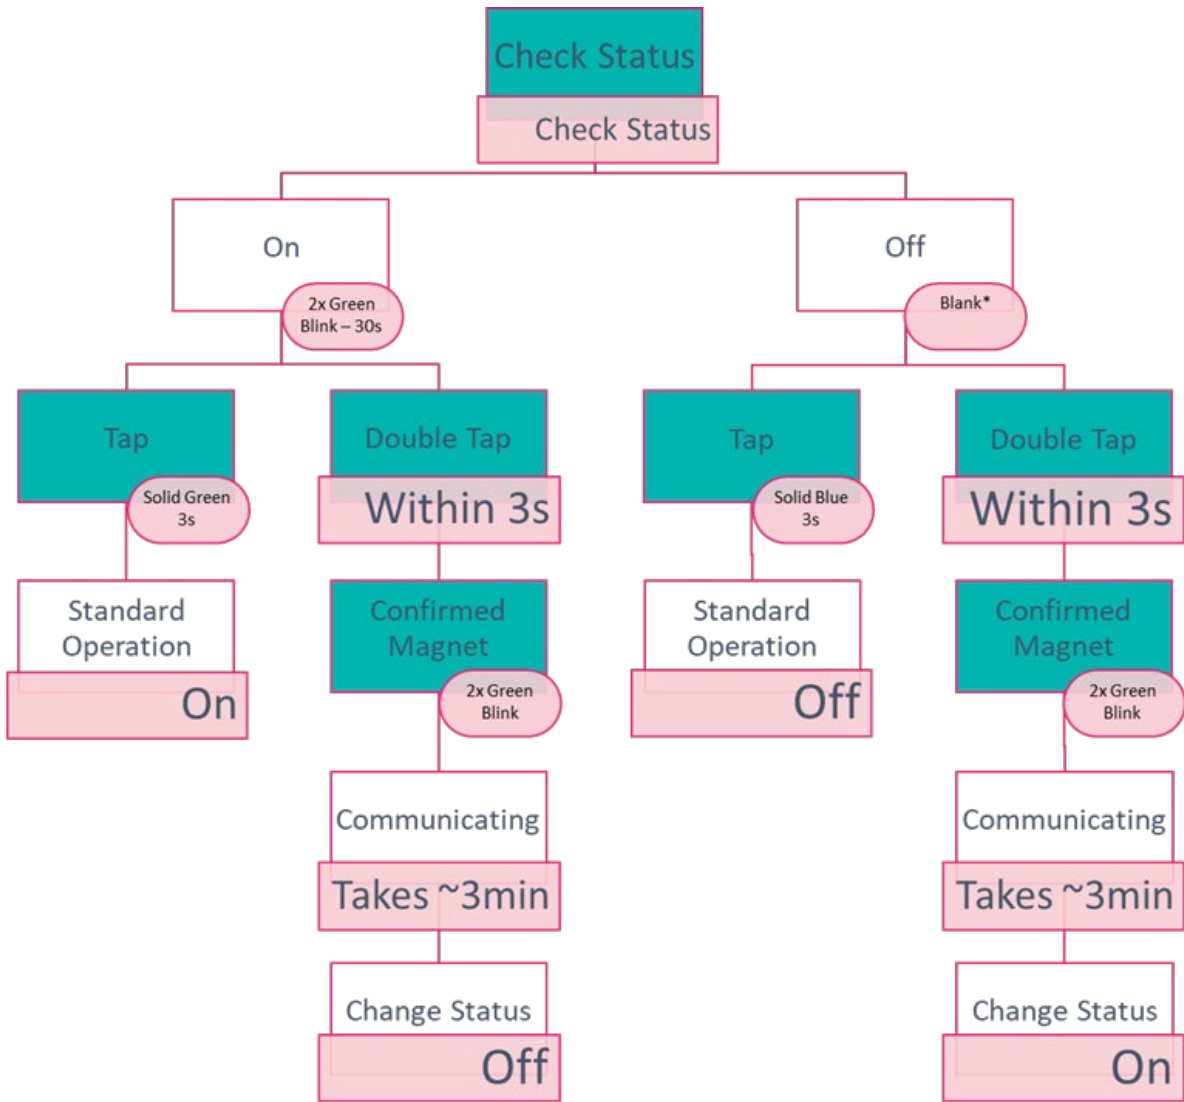 Check Status
Check Status
On
2x Green
Blink – 30s
Off
Blank*
Tap
Solid Green
3s
Double Tap
Within 3s
Tap
Solid Blue
3s
Double Tap
Within 3s
Standard
Operation
On
Confirmed
Magnet
2x Green
Blink
Standard
Operation
Off
Confirmed
Magnet
2x Green
Blink
Communicating
Takes ~3min
Communicating
Takes ~3min
Change Status
Off
Change Status
On